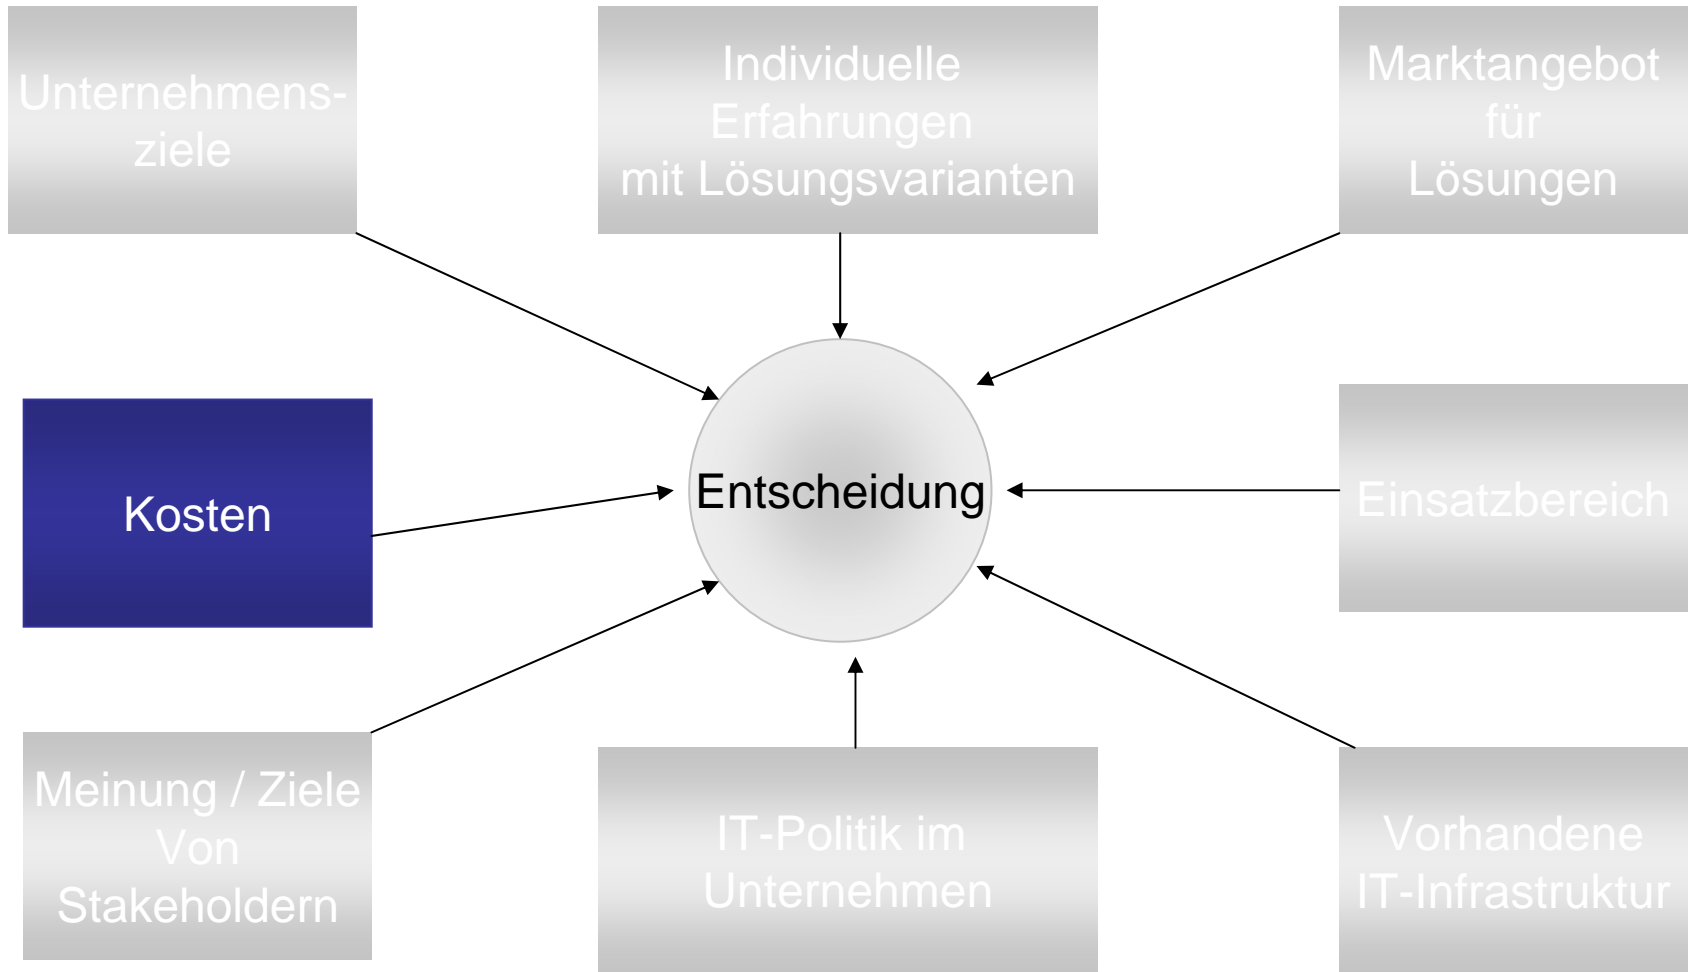 Unternehmens-
ziele
Individuelle
Erfahrungen
mit Lösungsvarianten
Marktangebot
für
Lösungen
Kosten
Entscheidung
Einsatzbereich
Meinung / Ziele
Von
Stakeholdern
IT-Politik im
Unternehmen
Vorhandene
IT-Infrastruktur